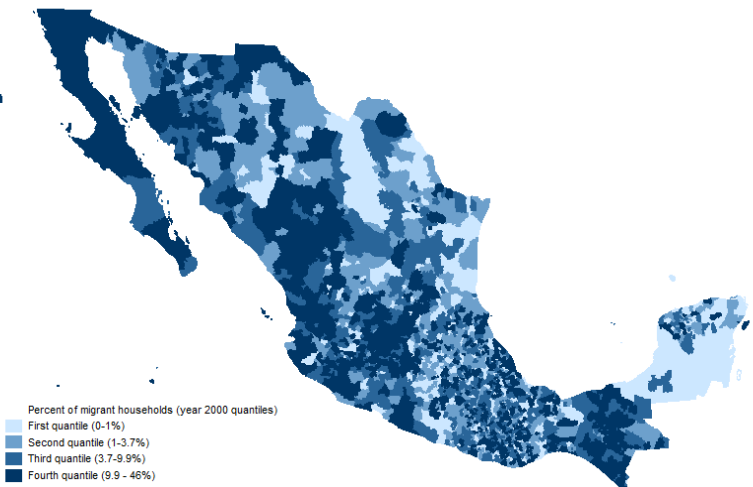 Percent of migrant households (year 2000 quantiles)
First quantile (0-1%)
Second quantile (1-3.7%)
Third quantile (3.7-9.9%)
Fourth quantile (9.9 - 46%)